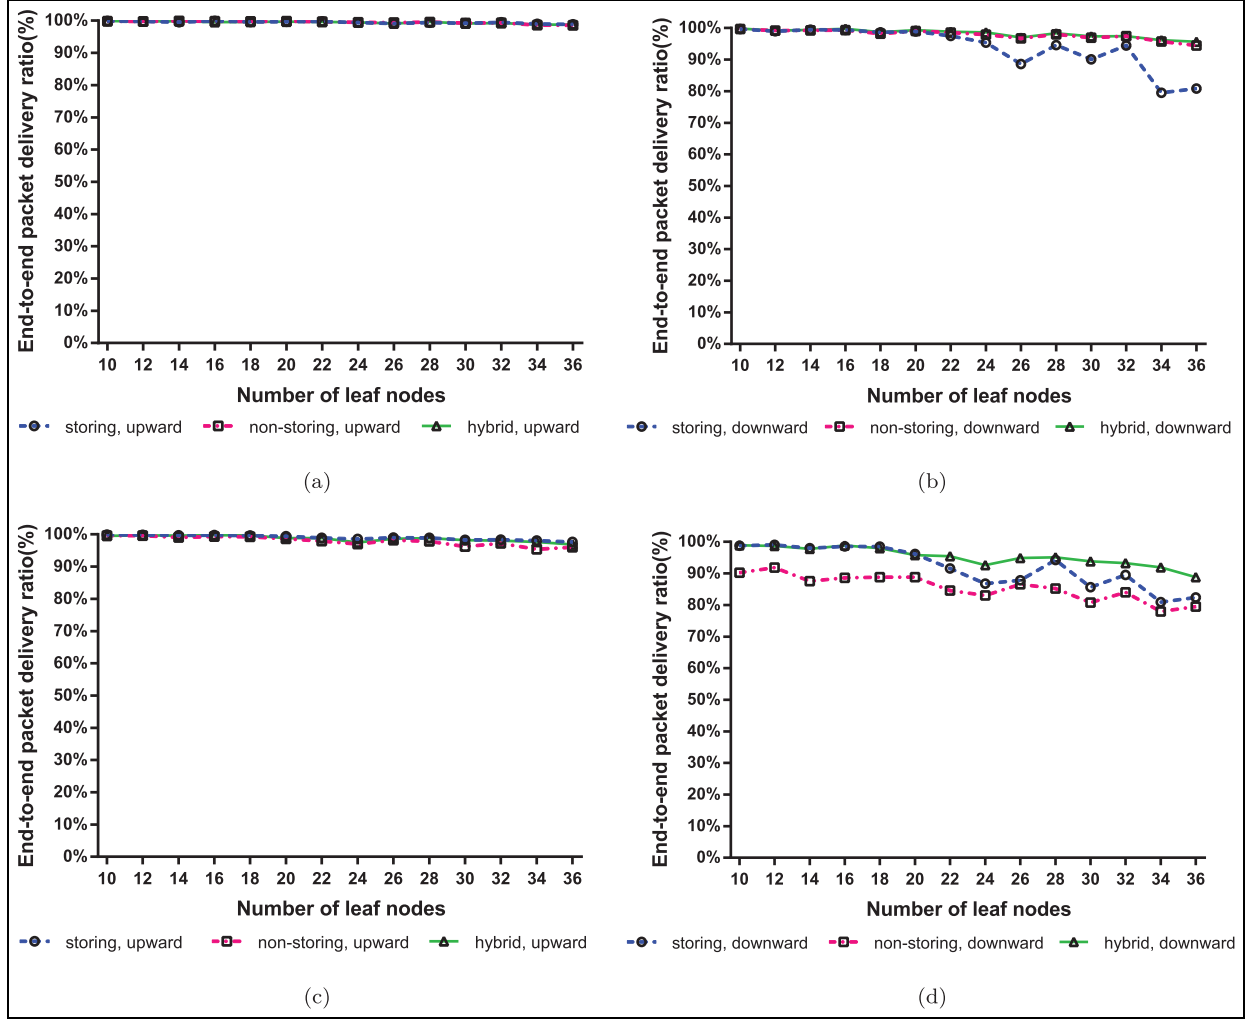 End-to-end packet delivery ratio(%)
100%
90%
80%
70%
60%
50%
40%
30%
20%
10%
0%
10 12 14 16 18 20 22 24 26 28 30 32 34 36
Number of leaf nodes
storing, upward non-storing, upward hybrid, upward
(a)
End-to-end packet delivery ratio(%)
100%
90%
80%
70%
60%
50%
40%
30%
20%
10%
0%
10 12 14 16 18 20 22 24 26 28 30 32 34 36
Number of leaf nodes
storing, downward non-storing, downward hybrid, downward
(b)
End-to-end packet delivery ratio(%)
100%
90%
80%
70%
60%
50%
40%
30%
20%
10%
0%
10 12 14 16 18 20 22 24 26 28 30 32 34 36
Number of leaf nodes
storing, upward non-storing, upward hybrid, upward
(c)
End-to-end packet delivery ratio(%)
100%
90%
80%
70%
60%
50%
40%
30%
20%
10%
0%
10 12 14 16 18 20 22 24 26 28 30 32 34 36
Number of leaf nodes
storing, downward non-storing, downward hybrid, downward
(d)